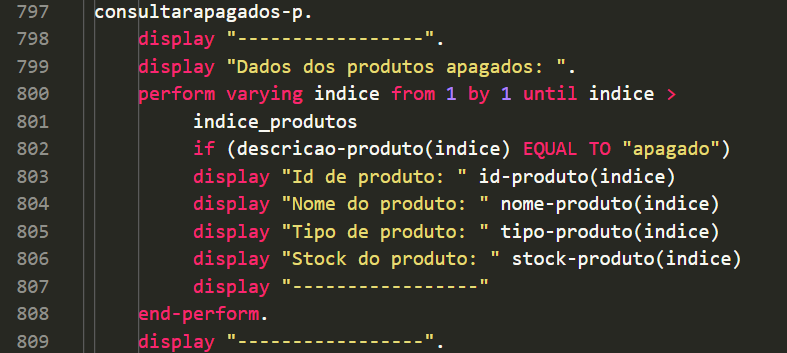 797 consultarapagados-p.
798 display "-----------------".
799 display "Dados dos produtos apagados: ".
800 perform varying indice from 1 by 1 until indice >
801 indice_produtos
802 if (descricao-produto(indice) EQUAL TO "apagado")
803 display "Id de produto: " id-produto(indice)
804 display "Nome do produto: " nome-produto(indice)
805 display "Tipo de produto: " tipo-produto(indice)
806 display "Stock do produto: " stock-produto(indice)
807 display "-----------------"
808 end-perform.
809 display "-----------------".